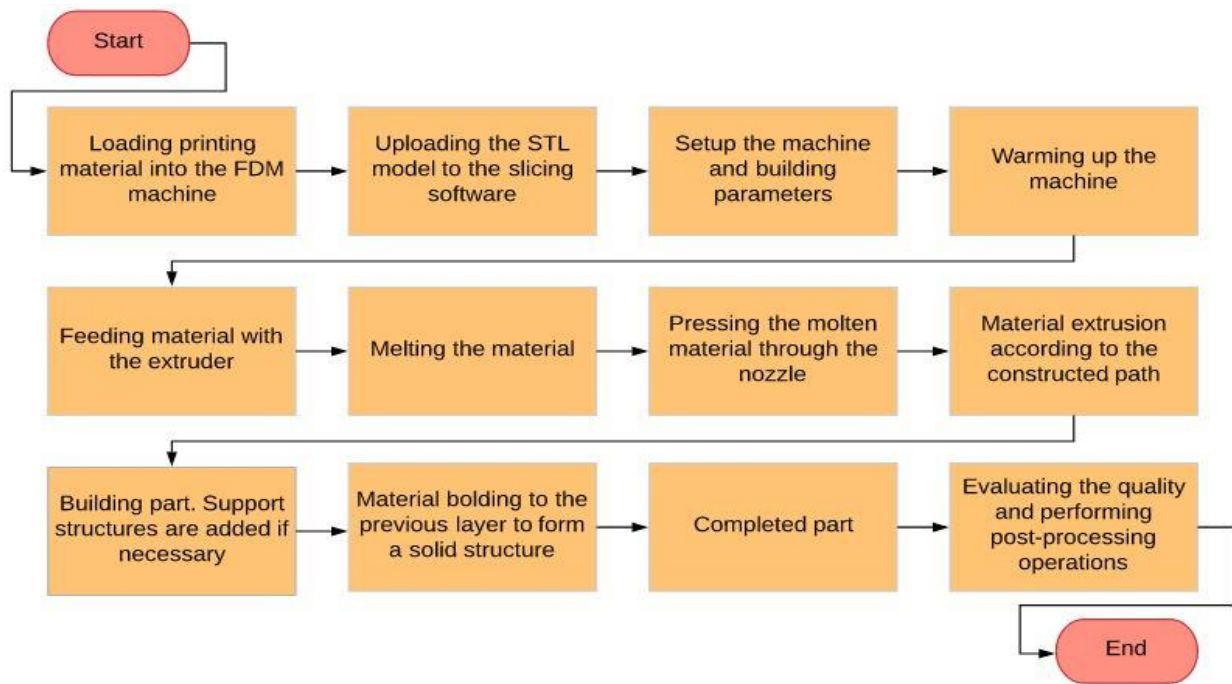 Start
Loading printing
material into the FDM
machine
Uploading the STL
model to the slicing
software
Setup the machine
and building
parameters
Warming up the
machine
Feeding material with
the extruder
Melting the material
Pressing the molten
material through the
nozzle
Material extrusion
according to the
constructed path
Building part. Support
structures are added if
necessary
Material bolding to the
previous layer to form
a solid structure
Completed part
Evaluating the quality
and performing
post-processing
operations
End